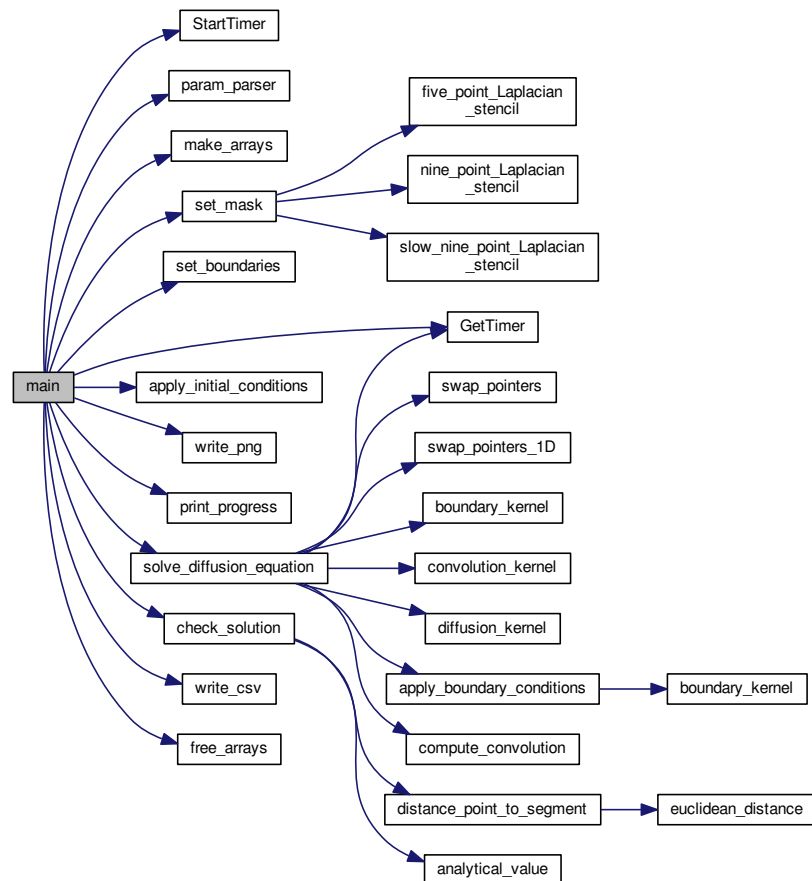 StartTimer
param_parser
five_point_Laplacian
_stencil
make_arrays
nine_point_Laplacian
_stencil
set_mask
slow_nine_point_Laplacian
_stencil
set_boundaries
GetTimer
main
apply_initial_conditions
swap_pointers
write_png
swap_pointers_1D
print_progress
boundary_kernel
solve_diffusion_equation
convolution_kernel
check_solution
diffusion_kernel
write_csv
apply_boundary_conditions
boundary_kernel
free_arrays
compute_convolution
distance_point_to_segment
euclidean_distance
analytical_value